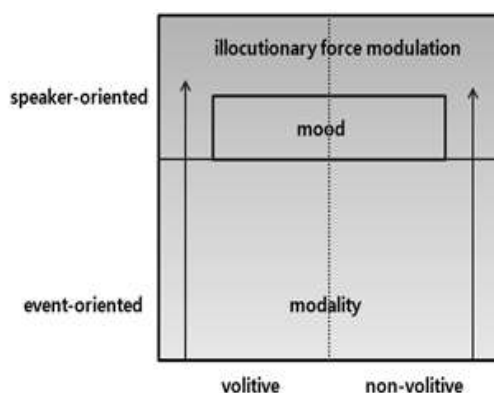 illocutionary force modulation
speaker-oriented
mood
event-oriented
modality
volitive
non-volitive